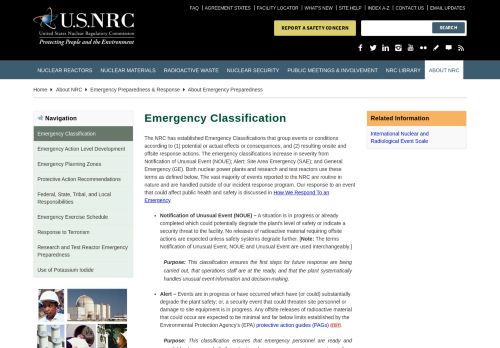 FAQ | AGREEMENT STATES | FACILITY LOCATOR | WHAT'S NEW | SITE HELP | INDEX A-Z | CONTACT US | EMAIL UPDATES
U.S.NRC
United States Nuclear Regulatory Commission
Protecting People and the Environment
REPORT A SAFETY CONCERN
SEARCH
NUCLEAR REACTORS NUCLEAR MATERIALS RADIOACTIVE WASTE NUCLEAR SECURITY PUBLIC MEETINGS & INVOLVEMENT NRC LIBRARY ABOUT NRC
Home About NRC Emergency Preparedness & Response About Emergency Preparedness
Navigation
Emergency Classification
Emergency Action Level Development
Emergency Planning Zones
Protective Action Recommendations
Federal, State, Tribal, and Local
Responsibilities
Emergency Exercise Schedule
Response to Terrorism
Research and Test Reactor Emergency
Preparedness
Use of Potassium Iodide
Emergency Classification
The NRC has established Emergency Classifications that group events or conditions
according to (1) potential or actual effects or consequences, and (2) resulting onsite and
offsite response actions. The emergency classifications increase in severity from
Notification of Unusual Event (NOUE); Alert; Site Area Emergency (SAE); and General
Emergency (GE). Both nuclear power plants and research and test reactors use these
terms as defined below. The vast majority of events reported to the NRC are routine in
nature and are handled outside of our incident response program. Our response to an event
that could affect public health and safety is discussed in How We Respond To an
Emergency.
• Notification of Unusual Event (NOUE) – A situation is in progress or already
completed which could potentially degrade the plant's level of safety or indicate a
security threat to the facility. No releases of radioactive material requiring offsite
actions are expected unless safety systems degrade further. [Note: The terms
Notification of Unusual Event, NOUE and Unusual Event are used interchangeably.]
Purpose: This classification ensures the first steps for future response are being
carried out, that operations staff are at the ready, and that the plant systematically
handles unusual event information and decision-making.
• Alert – Events are in progress or have occurred which have (or could) substantially
degrade the plant safety; or, a security event that could threaten site personnel or
damage to site equipment is in progress. Any offsite releases of radioactive material
that could occur are expected to be minimal and far below limits established by the
Environmental Protection Agency's (EPA) protective action guides (PAGs) EXIT.
Purpose: This classification ensures that emergency personnel are ready and
Related Information
International Nuclear and
Radiological Event Scale